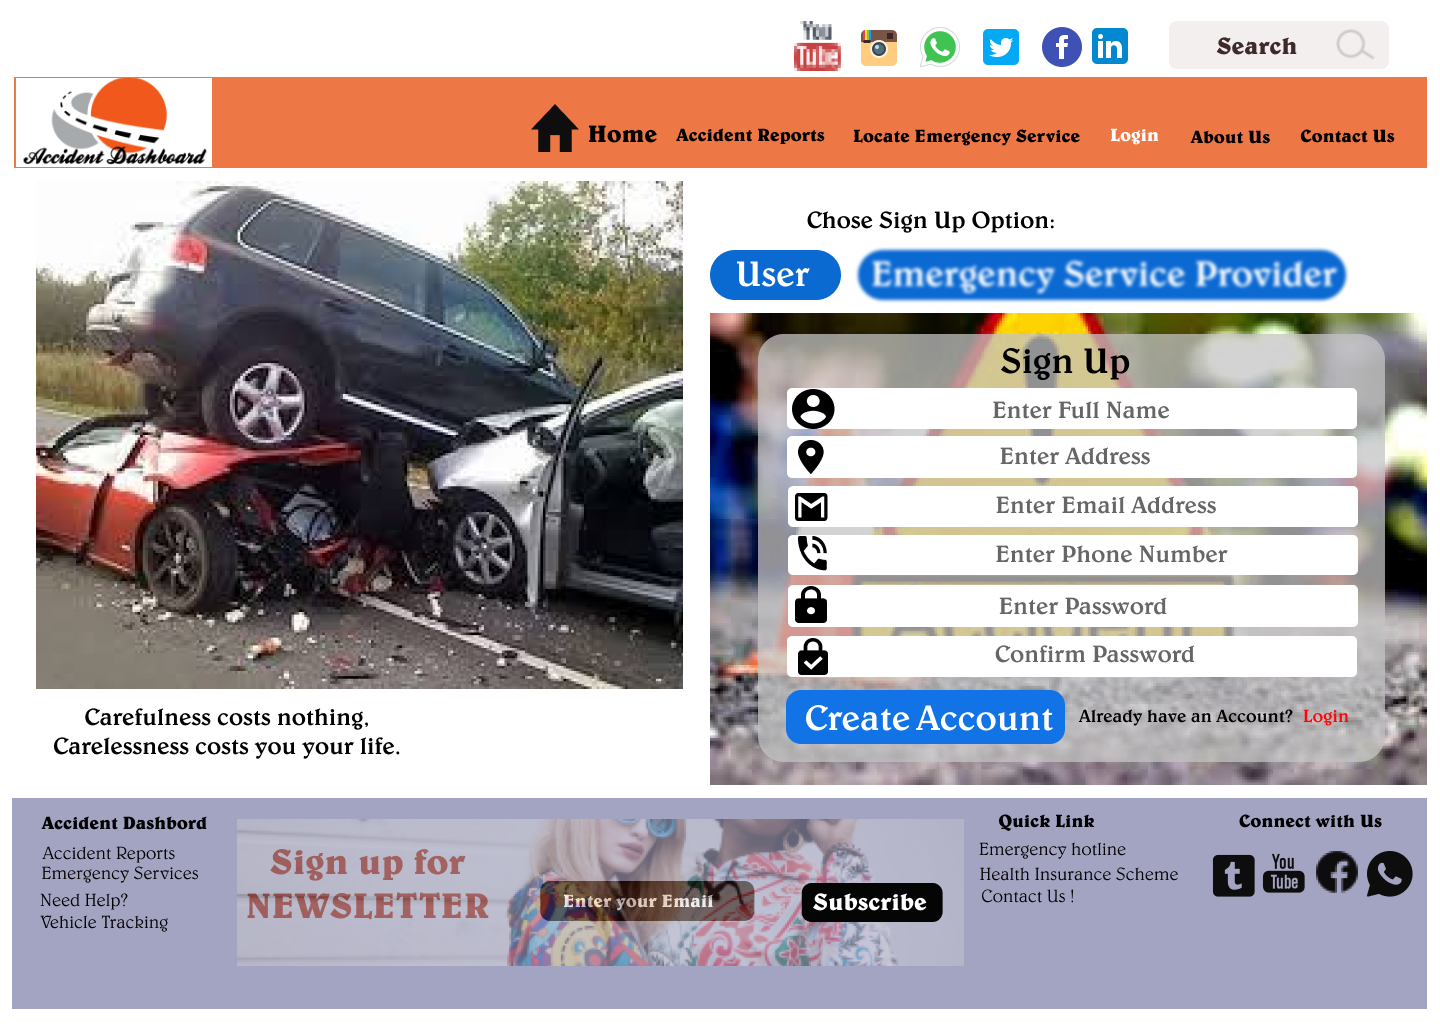 You
Tube
Search
Accident Dashboard
Home
Accident Reports
Locate Emergency Service
Login
About Us
Contact Us
Chose Sign Up Option:
User
Emergency Service Provider
Sign Up
Enter Full Name
Enter Address
Enter Email Address
Enter Phone Number
Enter Password
Confirm Password
Create Account
Already have an Account? Login
Carefulness costs nothing,
Carelessness costs you your life.
Accident Dashbord
Accident Reports
Emergency Services
Need Help?
Vehicle Tracking
Sign up for
NEWSLETTER
Enter your Email
Subscribe
Quick Link
Emergency hotline
Health Insurance Scheme
Contact Us !
Connect with Us
You
Tube